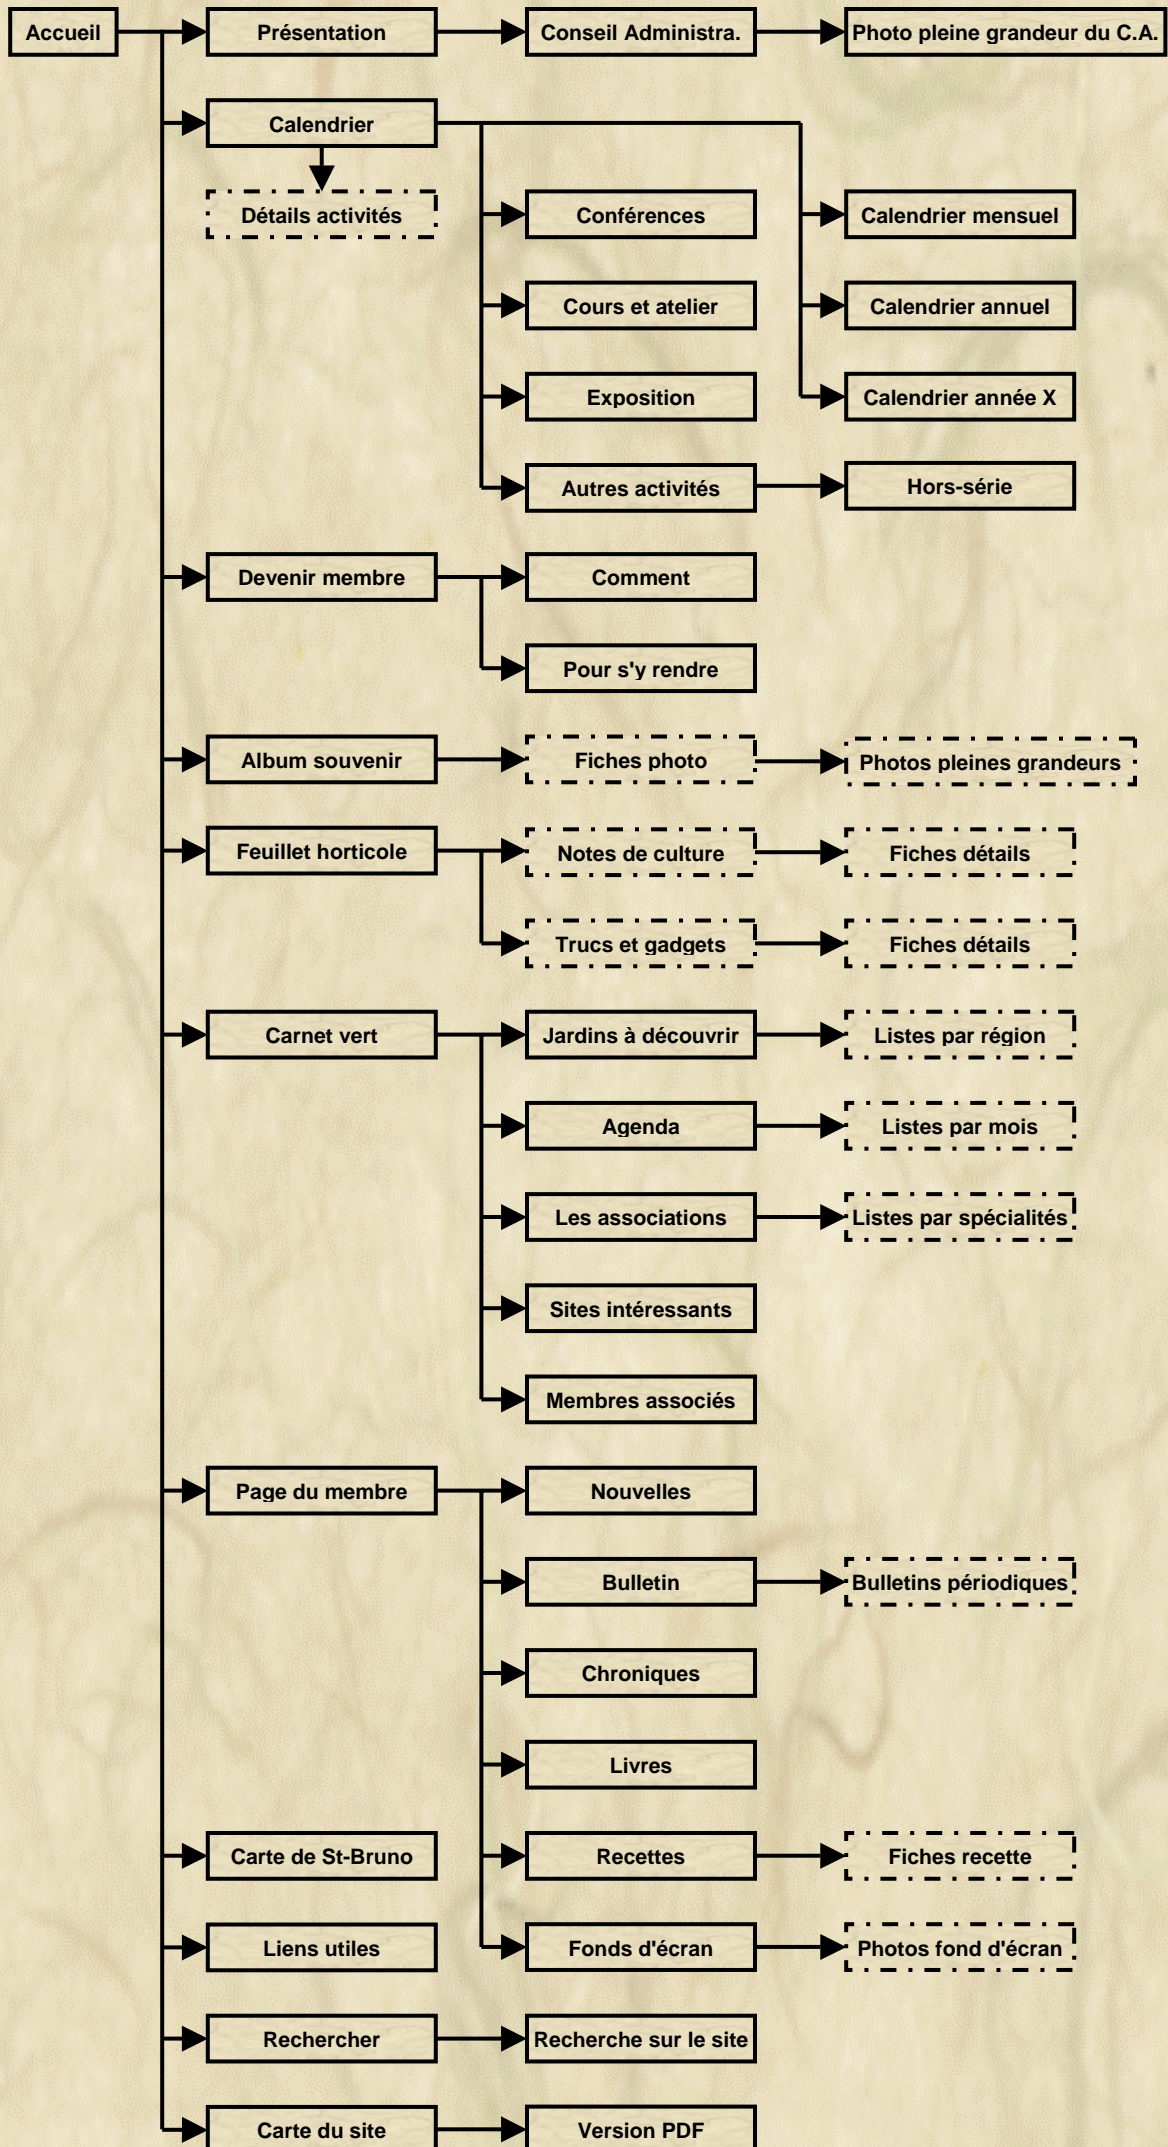 Accueil
Présentation
Conseil Administra.
Photo pleine grandeur du C.A.
Calendrier
Détails activités
Conférences
Calendrier mensuel
Cours et atelier
Calendrier annuel
Exposition
Calendrier année X
Autres activités
Hors-série
Devenir membre
Comment
Pour s'y rendre
Album souvenir
Fiches photo
Photos pleines grandeurs
Feuillet horticole
Notes de culture
Fiches détails
Trucs et gadgets
Fiches détails
Carnet vert
Jardins à découvrir
Listes par région
Agenda
Listes par mois
Les associations
Listes par spécialités
Sites intéressants
Membres associés
Page du membre
Nouvelles
Bulletin
Bulletins périodiques
Chroniques
Livres
Carte de St-Bruno
Recettes
Fiches recette
Liens utiles
Fonds d'écran
Photos fond d'écran
Rechercher
Recherche sur le site
Carte du site
Version PDF